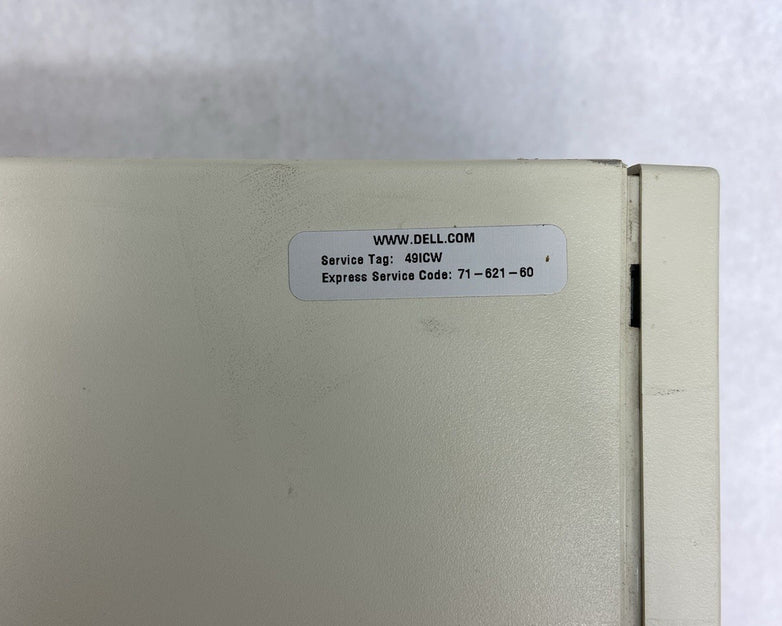 WWW.DELL.COM
Service Tag: 49ICW
Express Service Code: 71-621-60